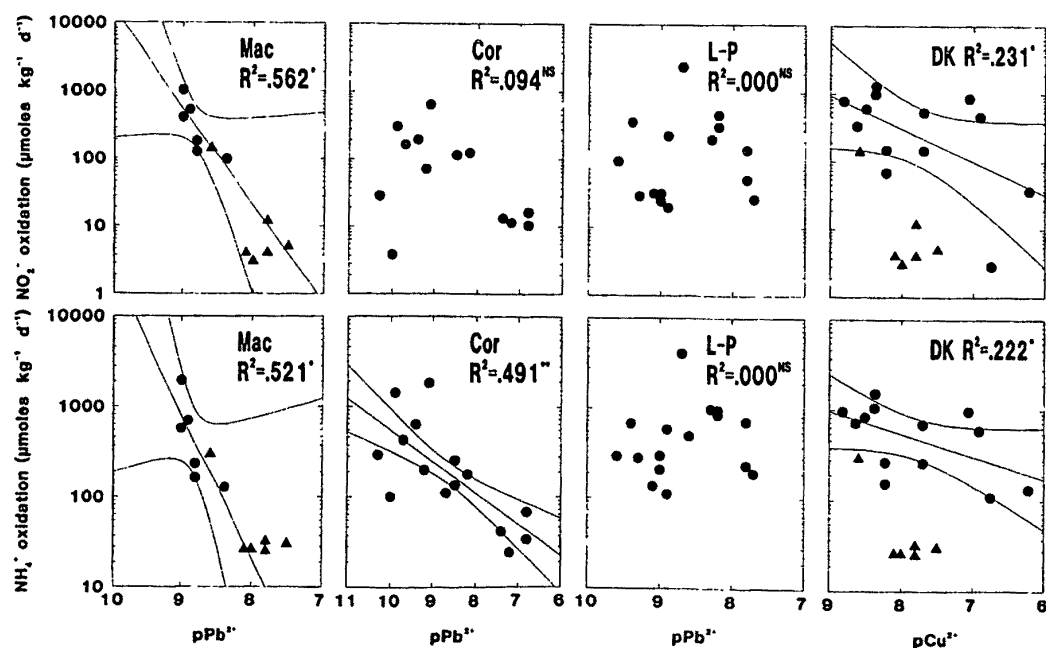 NO₂⁻ oxidation (µmoles kg⁻¹ d⁻¹)
10000
1000
100
10
1
Mac
R²=.562*
Cor
R²=.094ᴺˢ
L-P
R²=.000ᴺˢ
DK R²=.231*
NH₄⁺ oxidation (µmoles kg⁻¹ d⁻¹)
10000
1000
100
10
Mac
R²=.521*
Cor
R²=.491**
L-P
R²=.000ᴺˢ
DK R²=.222*
10 9 8 7
11 10 9 8 7 6
10 9 8 7
9 8 7 6
pPb²⁺
pPb²⁺
pPb²⁺
pCu²⁺